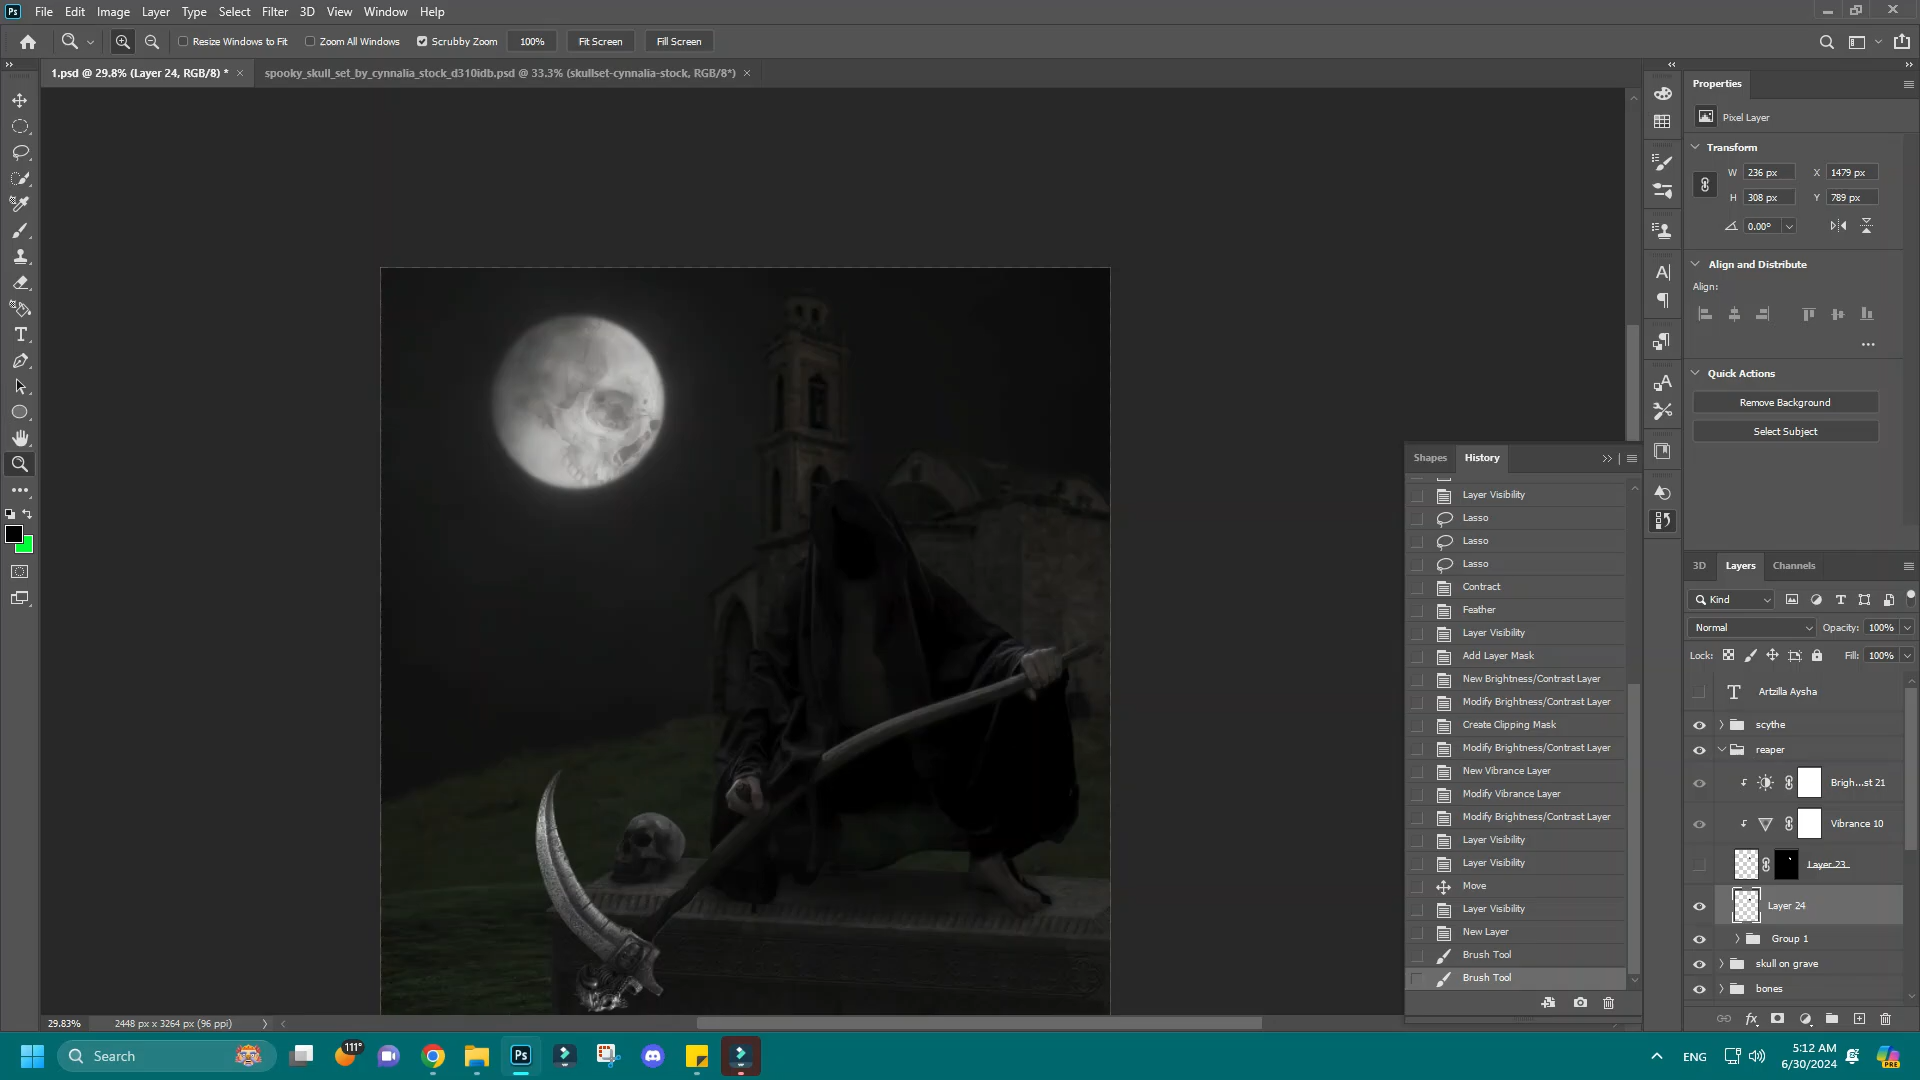 Ps File Edit Image Layer Type Select Filter 3D View Window Help
Resize Windows to Fit Zoom All Windows Scrubby Zoom 100% Fit Screen Fill Screen
1.psd @ 29.8% (Layer 24, RGB/8) * × spooky_skull_set_by_cynnalia_stock_d310idb.psd @ 33.3% (skullset-cynnalia-stock, RGB/8*) ×
Properties
Pixel Layer
Transform
W 236 px X 1479 px
H 308 px Y 789 px
0.00°
Align and Distribute
Align:
Quick Actions
Remove Background
Select Subject
Shapes History
Layer Visibility
Lasso
Lasso
Lasso
Contract
Feather
Layer Visibility
Add Layer Mask
New Brightness/Contrast Layer
Modify Brightness/Contrast Layer
Create Clipping Mask
Modify Brightness/Contrast Layer
New Vibrance Layer
Modify Vibrance Layer
Modify Brightness/Contrast Layer
Layer Visibility
Layer Visibility
Move
Layer Visibility
New Layer
Brush Tool
Brush Tool
3D Layers Channels
Kind
Normal Opacity: 100%
Lock: Fill: 100%
T Artzilla Aysha
scythe
reaper
Brigh...st 21
Vibrance 10
Layer 23
Layer 24
Group 1
skull on grave
bones
fx
29.83% 2448 px x 3264 px (96 ppi)
Search 111° Ps ENG 5:12 AM
6/30/2024 PRE